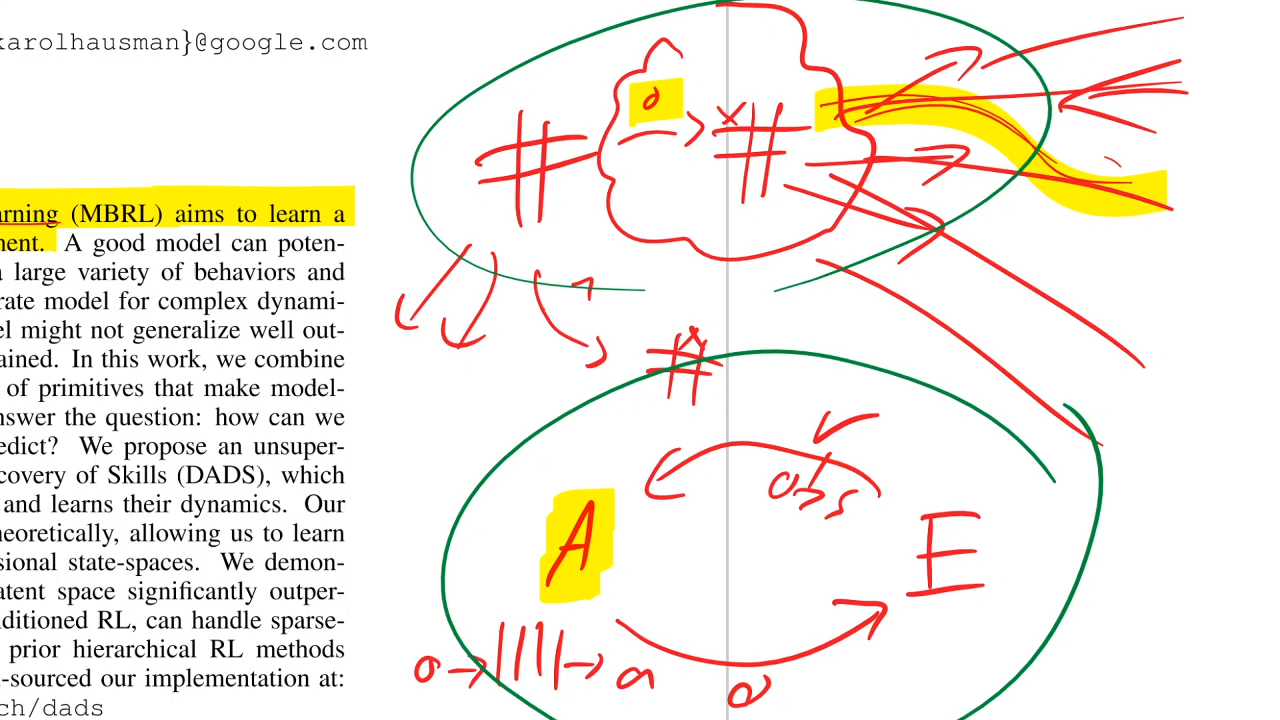 karolhausman}@google.com
arning (MBRL) aims to learn a
nent. A good model can poten-
a large variety of behaviors and
rate model for complex dynami-
el might not generalize well out-
ained. In this work, we combine
of primitives that make model-
nswer the question: how can we
edict? We propose an unsuper-
covery of Skills (DADS), which
and learns their dynamics. Our
heoretically, allowing us to learn
sional state-spaces. We demon-
atent space significantly outper-
nditioned RL, can handle sparse-
prior hierarchical RL methods
n-sourced our implementation at:
ch/dads
x
obs
A
E
o
a
a